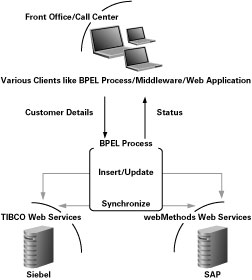 Front Office/Call Center
Various Clients like BPEL Process/Middleware/Web Application
Customer Details
Status
BPEL Process
Insert/Update
Synchronize
TIBCO Web Services
webMethods Web Services
Siebel
SAP